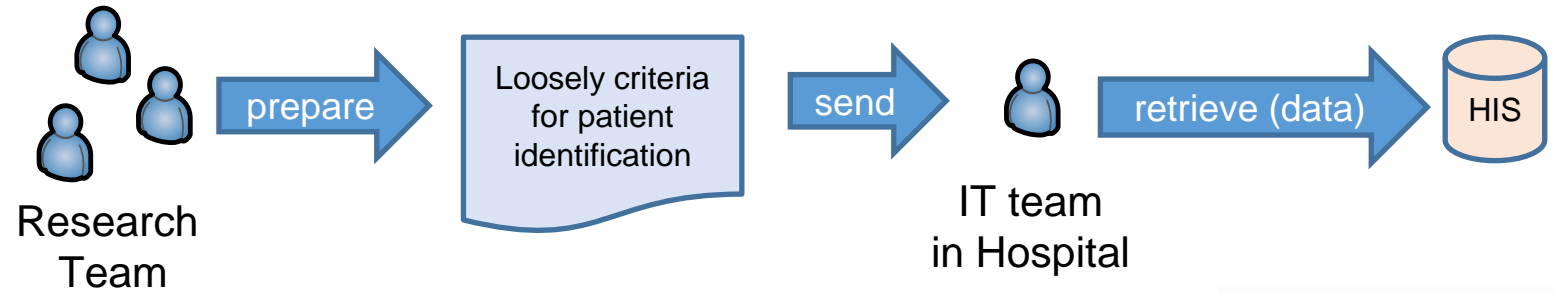 prepare
Loosely criteria
for patient
identification
send
retrieve (data)
HIS
Research
Team
IT team
in Hospital